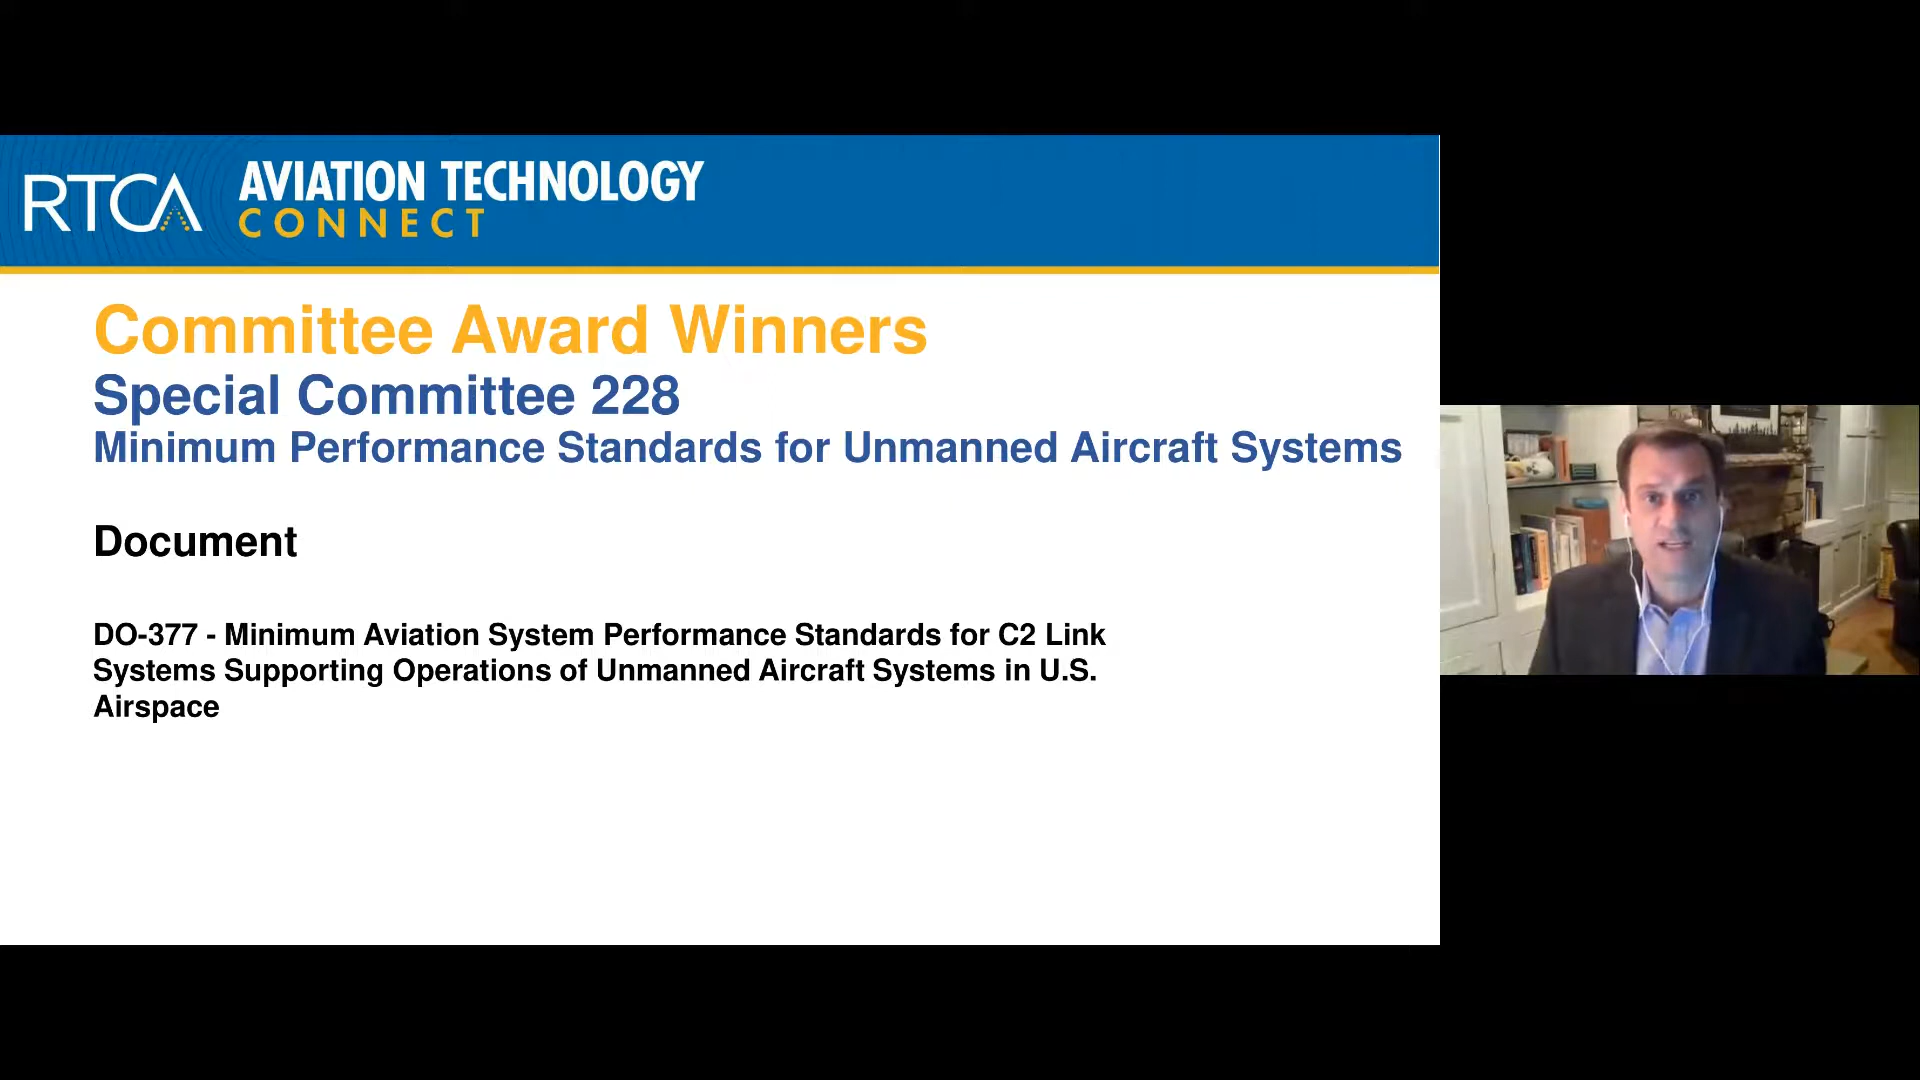 RTCA
AVIATION TECHNOLOGY
CONNECT
Committee Award Winners
Special Committee 228
Minimum Performance Standards for Unmanned Aircraft Systems
Document
DO-377 - Minimum Aviation System Performance Standards for C2 Link
Systems Supporting Operations of Unmanned Aircraft Systems in U.S.
Airspace